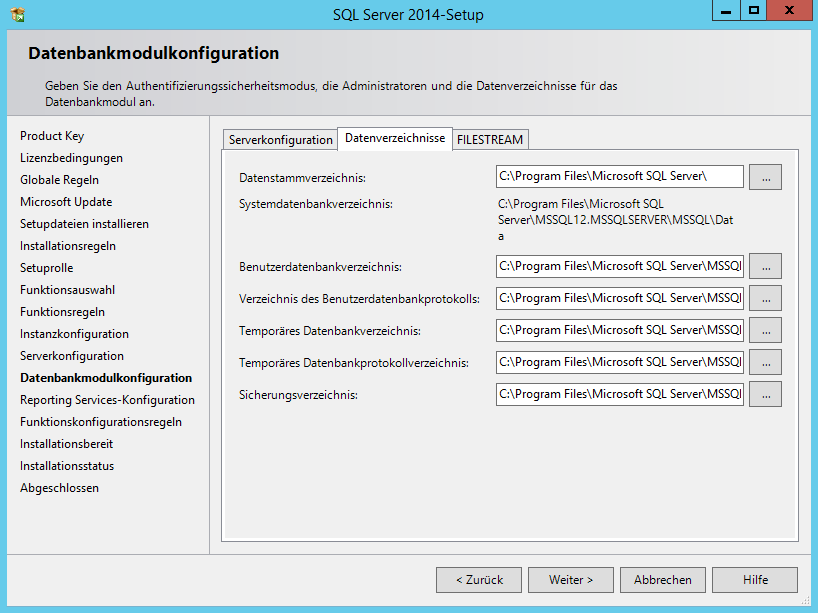 SQL Server 2014-Setup
Datenbankmodulkonfiguration
Geben Sie den Authentifizierungssicherheitsmodus, die Administratoren und die Datenverzeichnisse für das
Datenbankmodul an.
Product Key
Lizenzbedingungen
Globale Regeln
Microsoft Update
Setupdateien installieren
Installationsregeln
Setuprolle
Funktionsauswahl
Funktionsregeln
Instanzkonfiguration
Serverkonfiguration
Datenbankmodulkonfiguration
Reporting Services-Konfiguration
Funktionskonfigurationsregeln
Installationsbereit
Installationsstatus
Abgeschlossen
Serverkonfiguration Datenverzeichnisse FILESTREAM
Datenstammverzeichnis: C:\Program Files\Microsoft SQL Server\ ...
Systemdatenbankverzeichnis: C:\Program Files\Microsoft SQL
Server\MSSQL12.MSSQLSERVER\MSSQL\Dat
a
Benutzerdatenbankverzeichnis: C:\Program Files\Microsoft SQL Server\MSSQl ...
Verzeichnis des Benutzerdatenbankprotokolls: C:\Program Files\Microsoft SQL Server\MSSQl ...
Temporäres Datenbankverzeichnis: C:\Program Files\Microsoft SQL Server\MSSQl ...
Temporäres Datenbankprotokollverzeichnis: C:\Program Files\Microsoft SQL Server\MSSQl ...
Sicherungsverzeichnis: C:\Program Files\Microsoft SQL Server\MSSQl ...
< Zurück Weiter > Abbrechen Hilfe